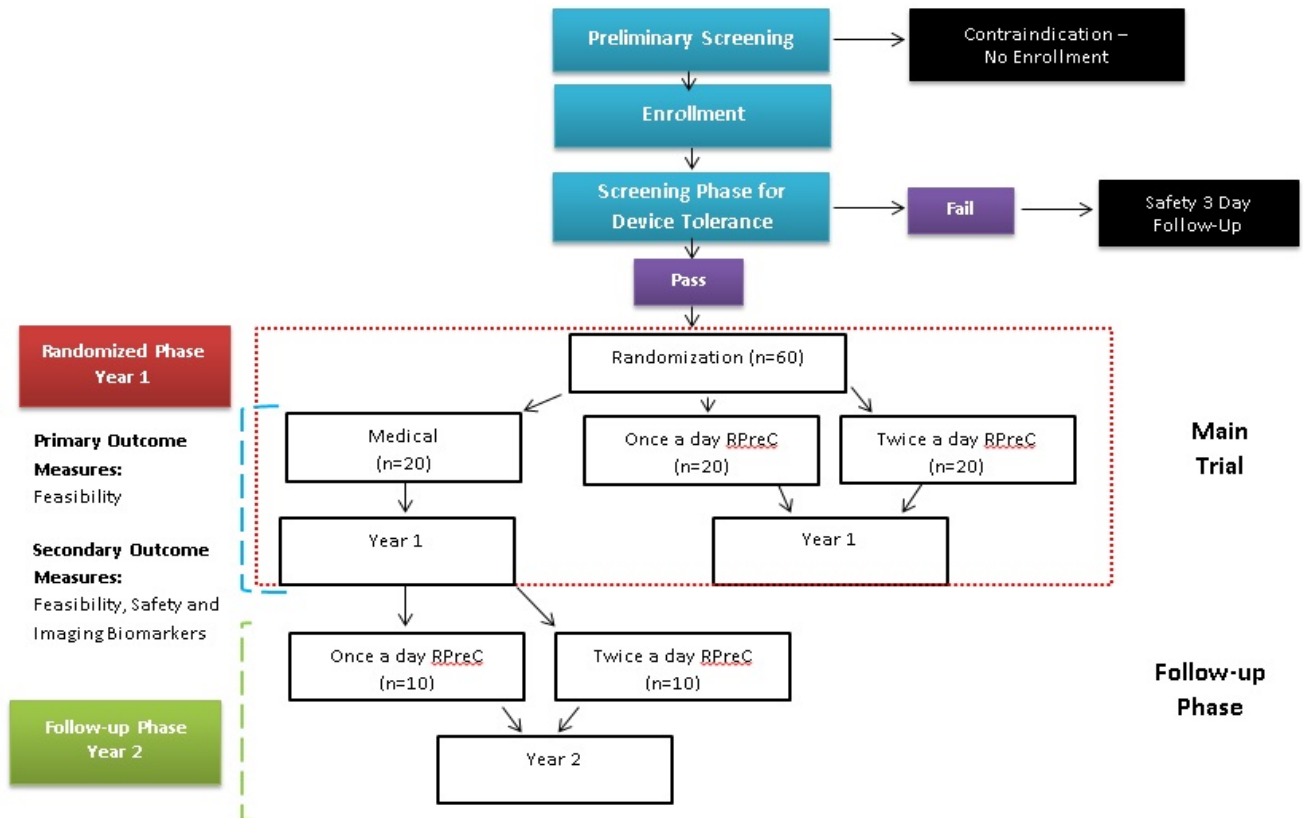 Preliminary Screening
Contraindication –
No Enrollment
Enrollment
Screening Phase for
Device Tolerance
Fail
Safety 3 Day
Follow-Up
Pass
Randomized Phase
Year 1
Randomization (n=60)
Primary Outcome
Measures:
Feasibility
Secondary Outcome
Measures:
Feasibility, Safety and
Imaging Biomarkers
Medical
(n=20)
Once a day RPreC
(n=20)
Twice a day RPreC
(n=20)
Main
Trial
Year 1
Year 1
Once a day RPreC
(n=10)
Twice a day RPreC
(n=10)
Follow-up
Phase
Follow-up Phase
Year 2
Year 2